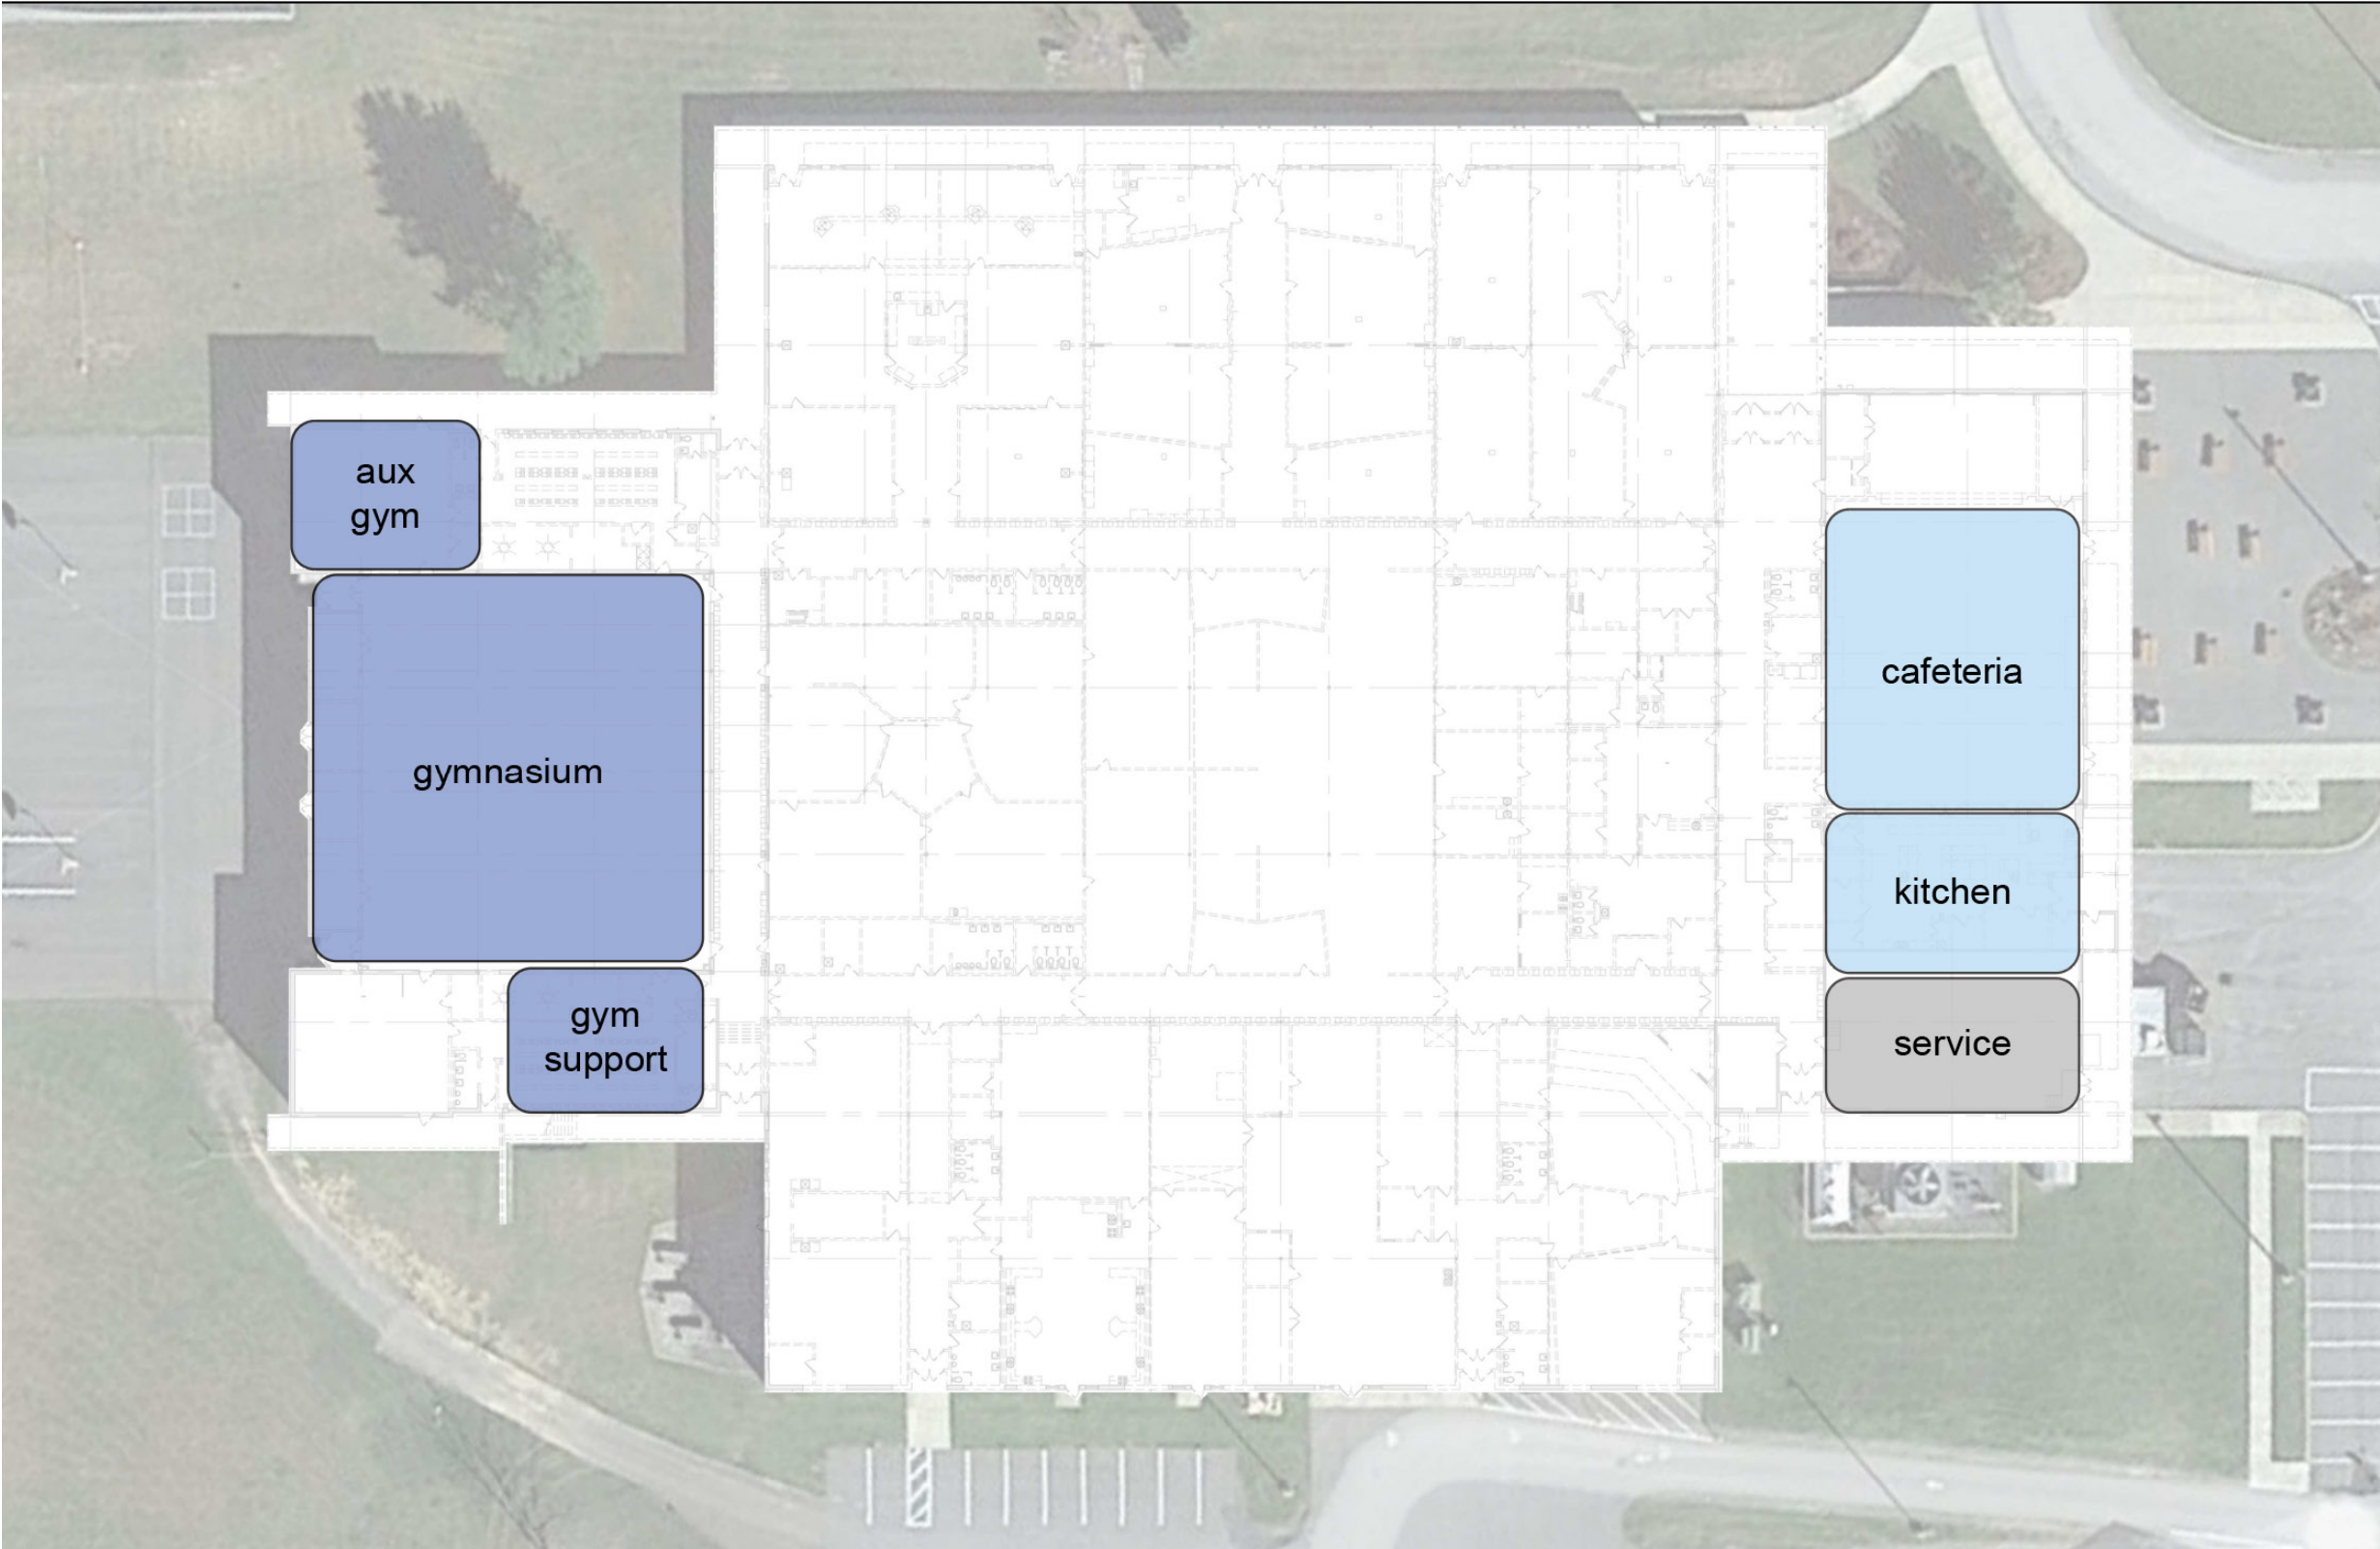 aux
gym
gymnasium
gym
support
cafeteria
kitchen
service